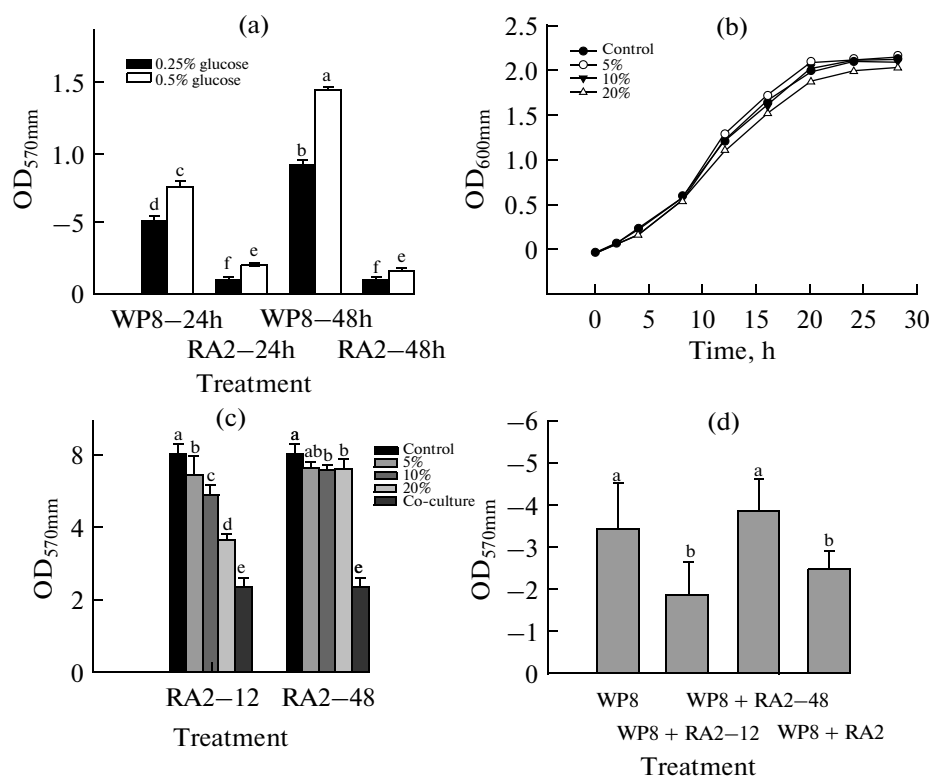 (a)
0.25% glucose
0.5% glucose
OD570mm
1.5
1.0
−5
0
d
c
f
e
b
a
f
e
WP8−24h
WP8−48h
RA2−24h
RA2−48h
Treatment
(b)
Control
5%
10%
20%
OD600mm
2.5
2.0
1.5
1.0
0.5
0
0
5
10
15
20
25
30
Time, h
(c)
Control
5%
10%
20%
Co-culture
OD570mm
8
4
2
0
a
b
c
d
e
a
ab
b
b
e
RA2−12
RA2−48
Treatment
(d)
OD570mm
−6
−5
−4
−3
−2
−1
0
a
b
a
b
WP8
WP8 + RA2−48
WP8 + RA2−12
WP8 + RA2
Treatment